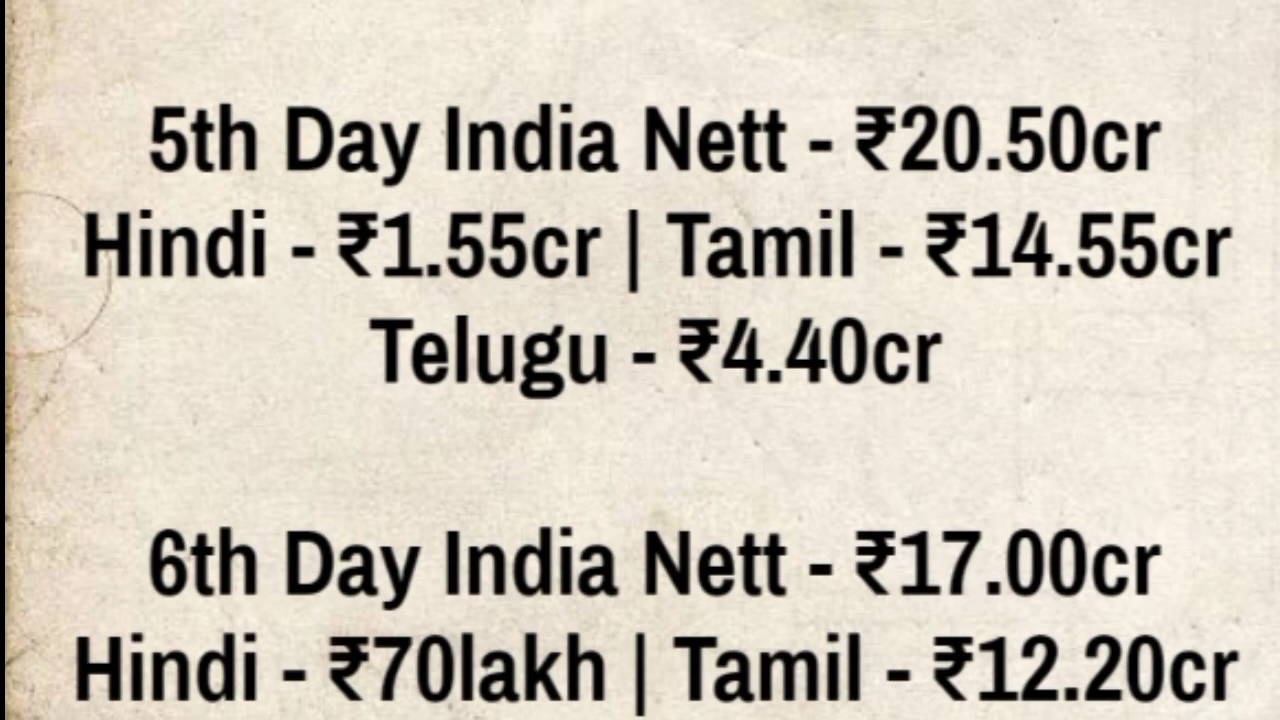 5th Day India Nett - ₹20.50cr
Hindi - ₹1.55cr | Tamil - ₹14.55cr
Telugu - ₹4.40cr
6th Day India Nett - ₹17.00cr
Hindi - ₹70lakh | Tamil - ₹12.20cr